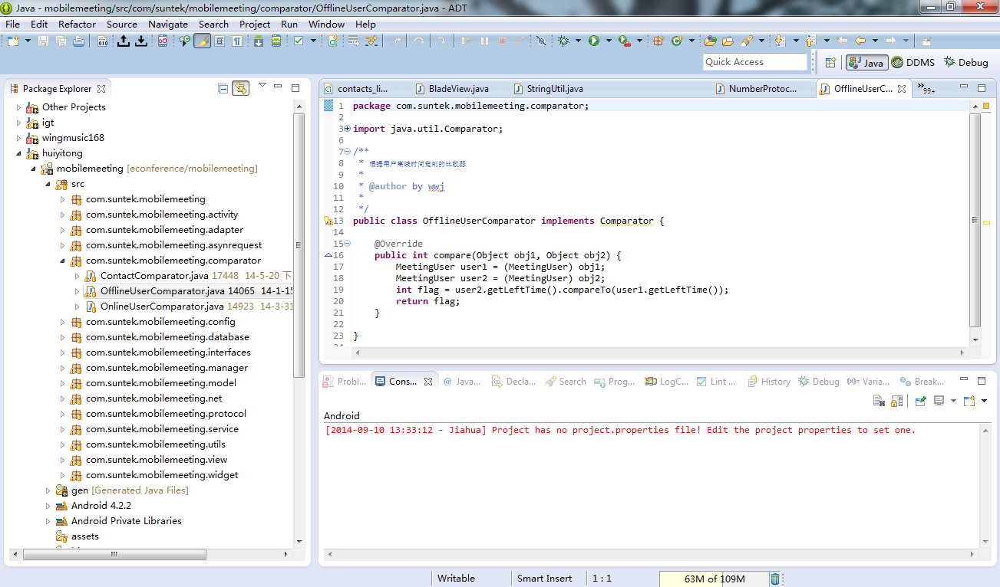 Java - mobilemeeting/src/com/suntek/mobilemeeting/comparator/OfflineUserComparator.java - ADT
File Edit Refactor Source Navigate Search Project Run Window Help
Quick Access
Java DDMS Debug
Package Explorer
Other Projects
igt
wingmusic168
huiyitong
mobilemeeting [econference/mobilemeeting]
src
com.suntek.mobilemeeting
com.suntek.mobilemeeting.activity
com.suntek.mobilemeeting.adapter
com.suntek.mobilemeeting.asynrequest
com.suntek.mobilemeeting.comparator
ContactComparator.java 17448 14-5-20 下
OfflineUserComparator.java 14065 14-1-15
OnlineUserComparator.java 14923 14-3-31
com.suntek.mobilemeeting.config
com.suntek.mobilemeeting.database
com.suntek.mobilemeeting.interfaces
com.suntek.mobilemeeting.manager
com.suntek.mobilemeeting.model
com.suntek.mobilemeeting.net
com.suntek.mobilemeeting.protocol
com.suntek.mobilemeeting.service
com.suntek.mobilemeeting.utils
com.suntek.mobilemeeting.view
com.suntek.mobilemeeting.widget
gen [Generated Java Files]
Android 4.2.2
Android Private Libraries
assets
contacts_li... BladeView.java StringUtil.java NumberProtoc... OfflineUserC... 99+
1 package com.suntek.mobilemeeting.comparator;
2
3 import java.util.Comparator;
6
7 /**
8 * 根据用户离线时间定制的比较器
9 *
10 * @author by wwj
11 *
12 */
13 public class OfflineUserComparator implements Comparator {
14
15 @Override
16 public int compare(Object obj1, Object obj2) {
17 MeetingUser user1 = (MeetingUser) obj1;
18 MeetingUser user2 = (MeetingUser) obj2;
19 int flag = user2.getLeftTime().compareTo(user1.getLeftTime());
20 return flag;
21 }
22
23 }
Probl... Cons... Java... Decla... Search Prog... LogC... Lint ... History Debug Varia... Break...
Android
[2014-09-10 13:33:12 - Jiahua] Project has no project.properties file! Edit the project properties to set one.
Writable Smart Insert 1 : 1 63M of 109M